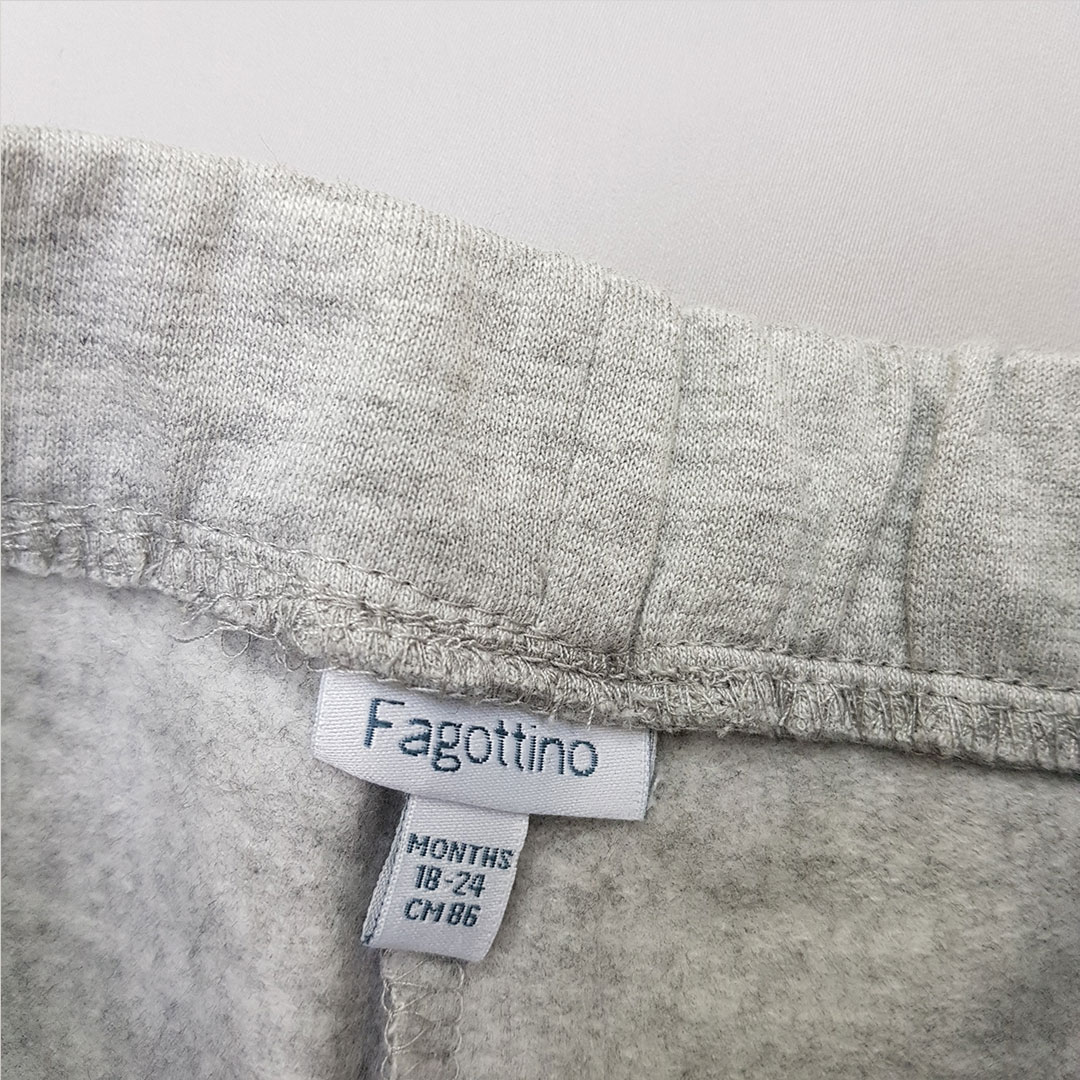 Fagottino
MONTHS
18-24
CM 86